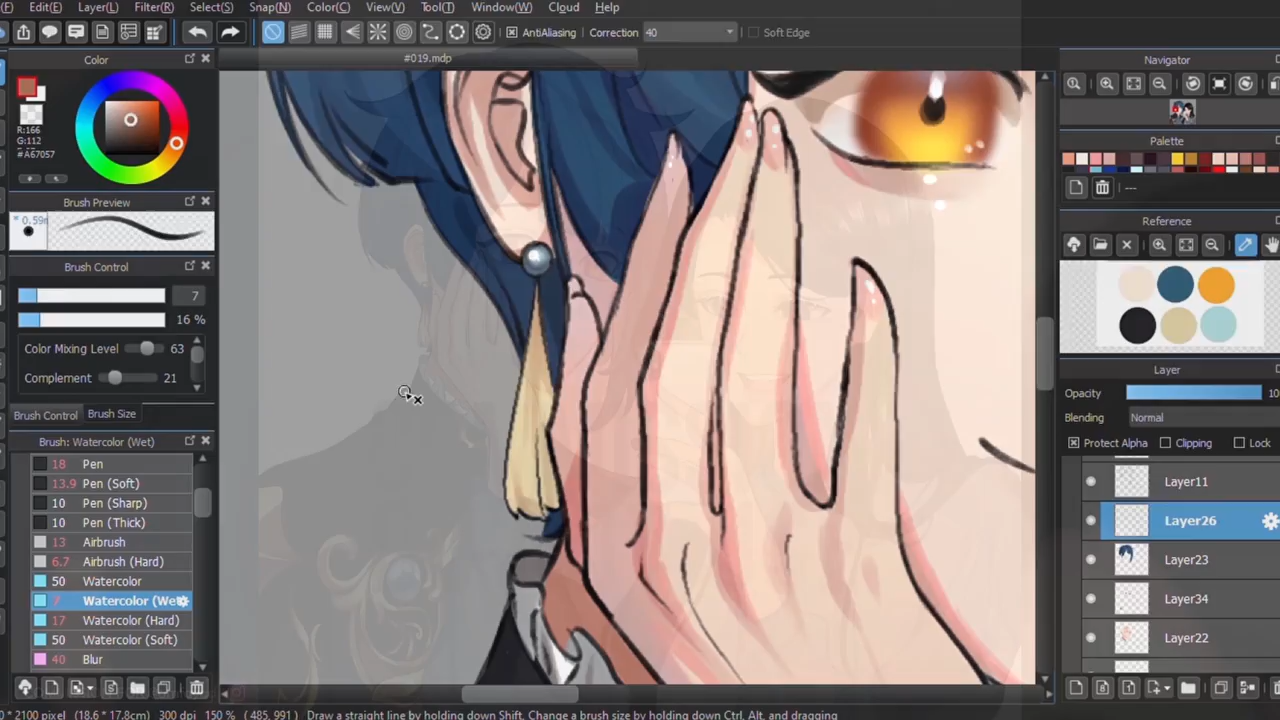 (F) Edit(E) Layer(L) Filter(R) Select(S) Snap(N) Color(C) View(V) Tool(T) Window(W) Cloud Help
AntiAliasing Correction 40 Soft Edge
#019.mdp
Color
R:166
G:112
#A67057
Brush Preview
* 0.59
Brush Control
7
16 %
Color Mixing Level 63
Complement 21
Brush Control Brush Size
Brush: Watercolor (Wet)
18 Pen
13.9 Pen (Soft)
10 Pen (Sharp)
10 Pen (Thick)
13 Airbrush
6.7 Airbrush (Hard)
50 Watercolor
7 Watercolor (Wet
17 Watercolor (Hard)
50 Watercolor (Soft)
40 Blur
Navigator
Palette
---
Reference
Layer
Opacity 10
Blending Normal
Protect Alpha Clipping Lock
Layer11
Layer26
Layer23
Layer34
Layer22
0 * 2100 pixel (18.6 * 17.8cm) 300 dpi 150 % ( 485, 991) Draw a straight line by holding down Shift, Change a brush size by holding down Ctrl, Alt, and dragging